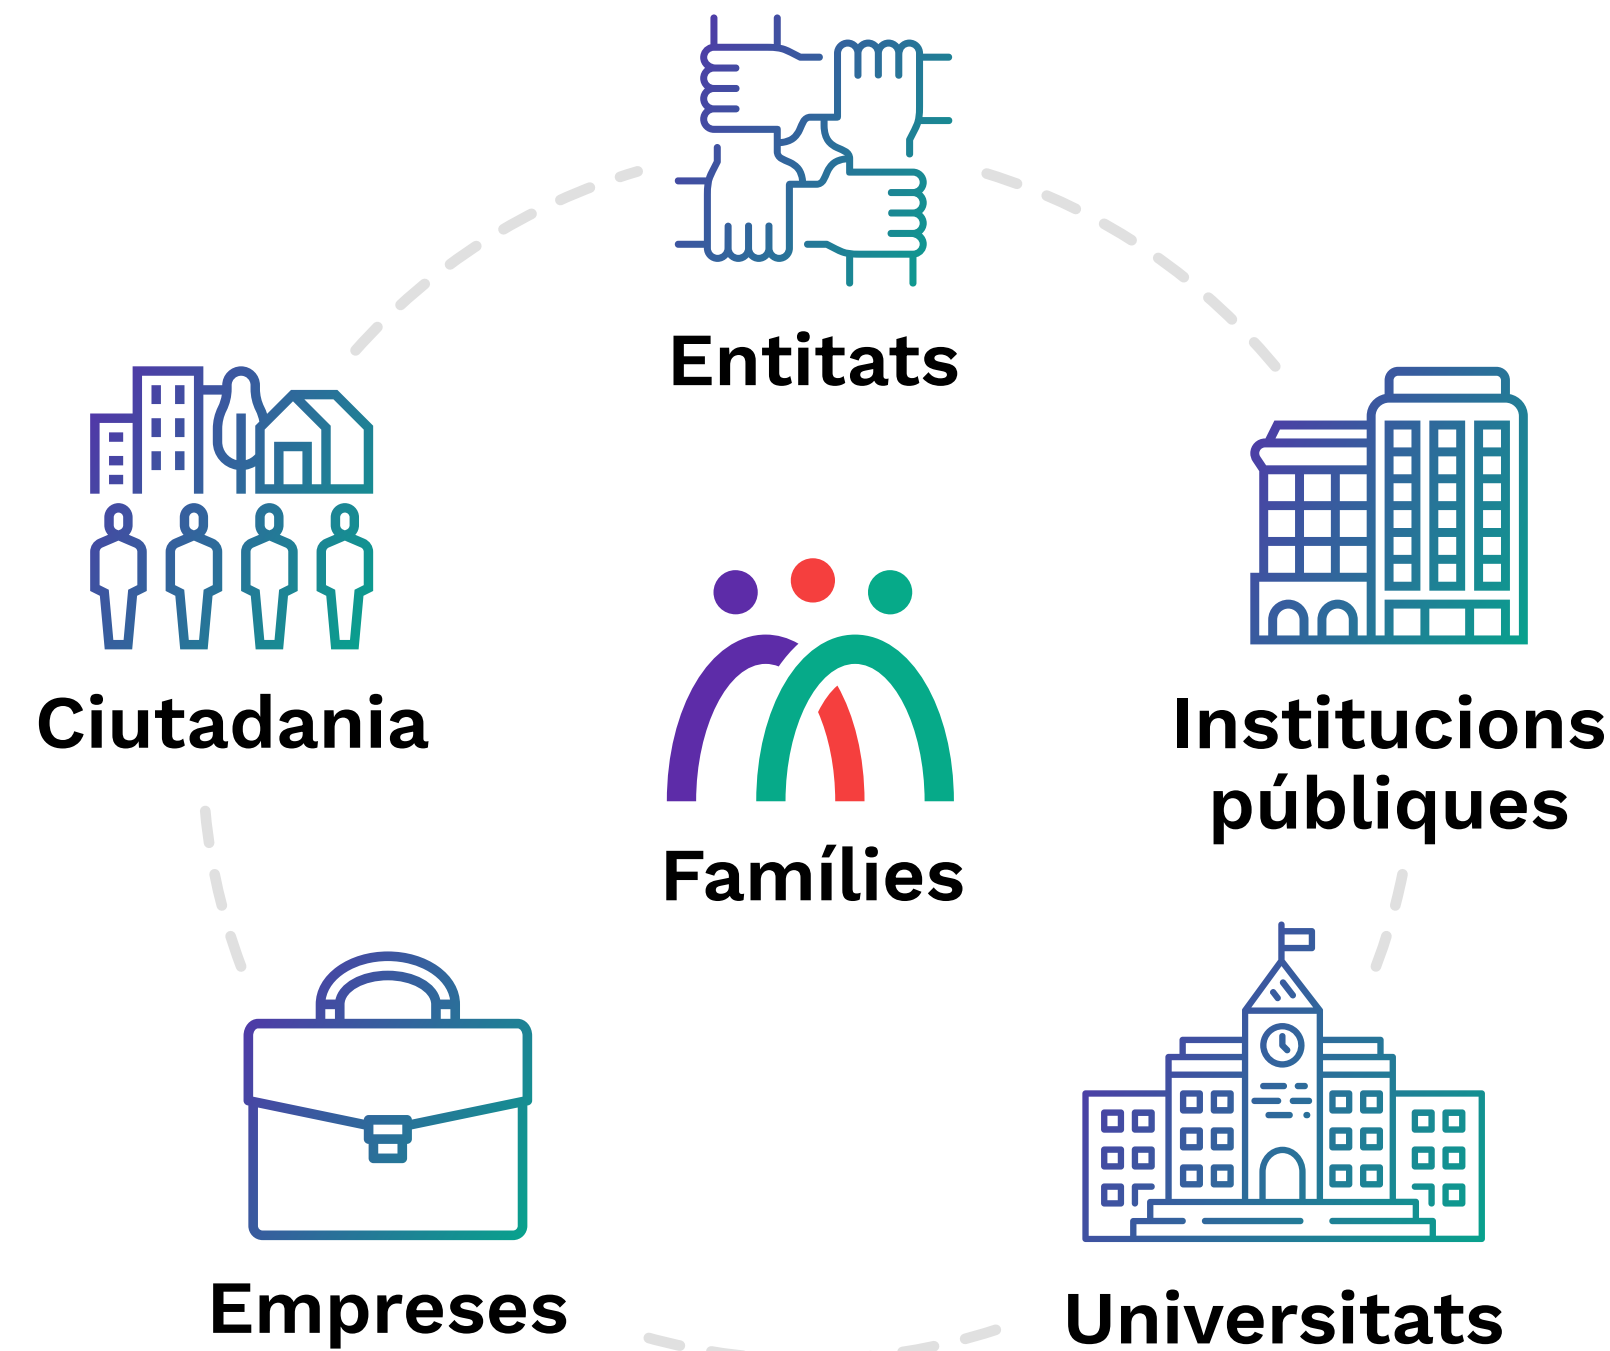 Entitats
Ciutadania
Institucions
públiques
Famílies
Empreses
Universitats